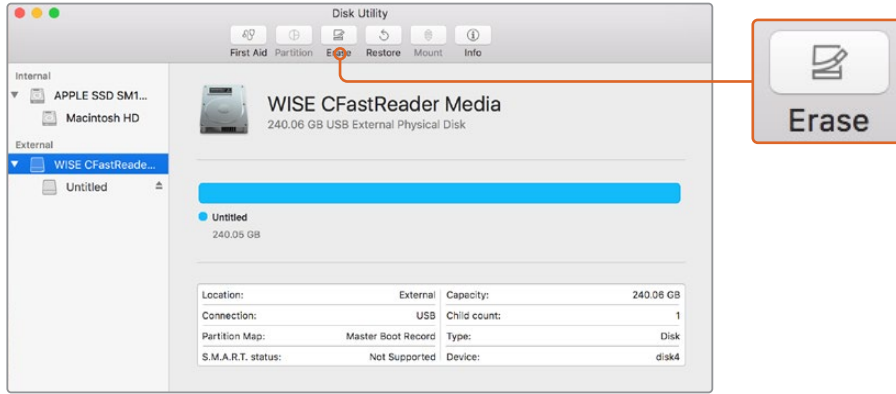 Disk Utility
First Aid Partition Erase Restore Mount Info
Erase
Internal
APPLE SSD SM1...
Macintosh HD
External
WISE CFastReade...
Untitled
WISE CFastReader Media
240.06 GB USB External Physical Disk
Untitled
240.05 GB
Location: External Capacity: 240.06 GB
Connection: USB Child count: 1
Partition Map: Master Boot Record Type: Disk
S.M.A.R.T. status: Not Supported Device: disk4